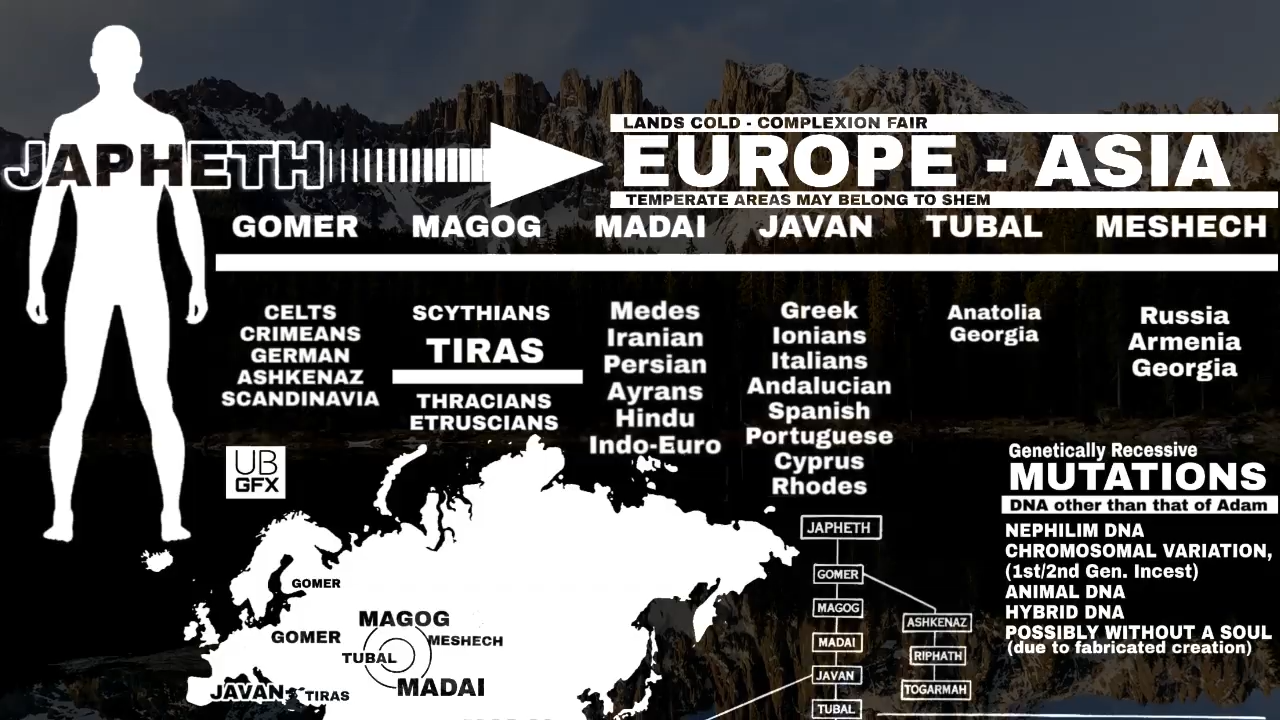 JAPHETH
LANDS COLD - COMPLEXION FAIR
EUROPE - ASIA
TEMPERATE AREAS MAY BELONG TO SHEM
GOMER
MAGOG
MADAI
JAVAN
TUBAL
MESHECH
CELTS
CRIMEANS
GERMAN
ASHKENAZ
SCANDINAVIA
SCYTHIANS
TIRAS
THRACIANS
ETRUSCIANS
Medes
Iranian
Persian
Ayrans
Hindu
Indo-Euro
Greek
Ionians
Italians
Andalucian
Spanish
Portuguese
Cyprus
Rhodes
Anatolia
Georgia
Russia
Armenia
Georgia
UB
GFX
Genetically Recessive
MUTATIONS
DNA other than that of Adam
NEPHILIM DNA
CHROMOSOMAL VARIATION,
(1st/2nd Gen. Incest)
ANIMAL DNA
HYBRID DNA
POSSIBLY WITHOUT A SOUL
(due to fabricated creation)
GOMER
MAGOG
GOMER
MESHECH
TUBAL
MADAI
JAVAN
TIRAS
JAPHETH
GOMER
MAGOG
MADAI
JAVAN
TUBAL
ASHKENAZ
RIPHATH
TOGARMAH